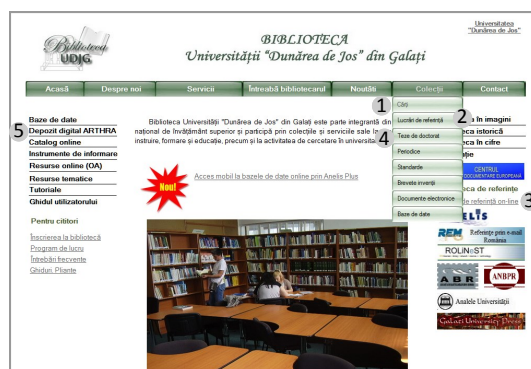 Universitatea
"Dunărea de Jos"
Biblioteca
UDJG
BIBLIOTECA
Universității "Dunărea de Jos" din Galați
Acasă
Despre noi
Servicii
Întreabă bibliotecarul
Noutăți
Colecții
Contact
5
Baze de date
Depozit digital ARTHRA
Catalog online
Instrumente de informare
Resurse online (OA)
Resurse tematice
Tutoriale
Ghidul utilizatorului
Pentru cititori
Înscrierea la bibliotecă
Program de lucru
Întrebări frecvente
Ghiduri. Pliante
Biblioteca Universității "Dunărea de Jos" din Galați este parte integrantă din
național de învățământ superior și participă prin colecțiile și serviciile sale la
instruire, formare și educație, precum și la activitatea de cercetare în universitate.
Nou!
Acces mobil la bazele de date online prin Anelis Plus
1
Cărți
Lucrări de referință
2
4
Teze de doctorat
Periodice
Standarde
Brevete invenții
Documente electronice
Baze de date
a în imagini
eca istorică
eca în cifre
ație
CENTRUL
DOCUMENTARE EUROPEANĂ
eca de referințe
de referință on-line
3
ELIS
REM
Referințe prin e-mail
România
ROLINeST
ABR
ANBPR
Analele Universității
Galati University Press